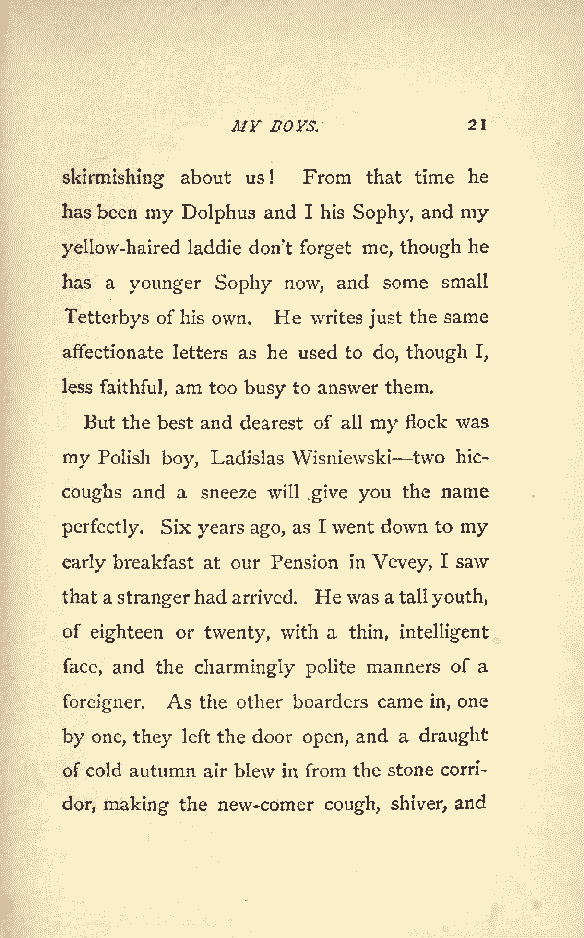 MY BOYS. 21
skirmishing about us! From that time he
has been my Dolphus and I his Sophy, and my
yellow-haired laddie don't forget me, though he
has a younger Sophy now, and some small
Tetterbys of his own. He writes just the same
affectionate letters as he used to do, though I,
less faithful, am too busy to answer them.
But the best and dearest of all my flock was
my Polish boy, Ladislas Wisniewski—two hic-
coughs and a sneeze will give you the name
perfectly. Six years ago, as I went down to my
early breakfast at our Pension in Vevey, I saw
that a stranger had arrived. He was a tall youth,
of eighteen or twenty, with a thin, intelligent
face, and the charmingly polite manners of a
foreigner. As the other boarders came in, one
by one, they left the door open, and a draught
of cold autumn air blew in from the stone corri-
dor, making the new-comer cough, shiver, and